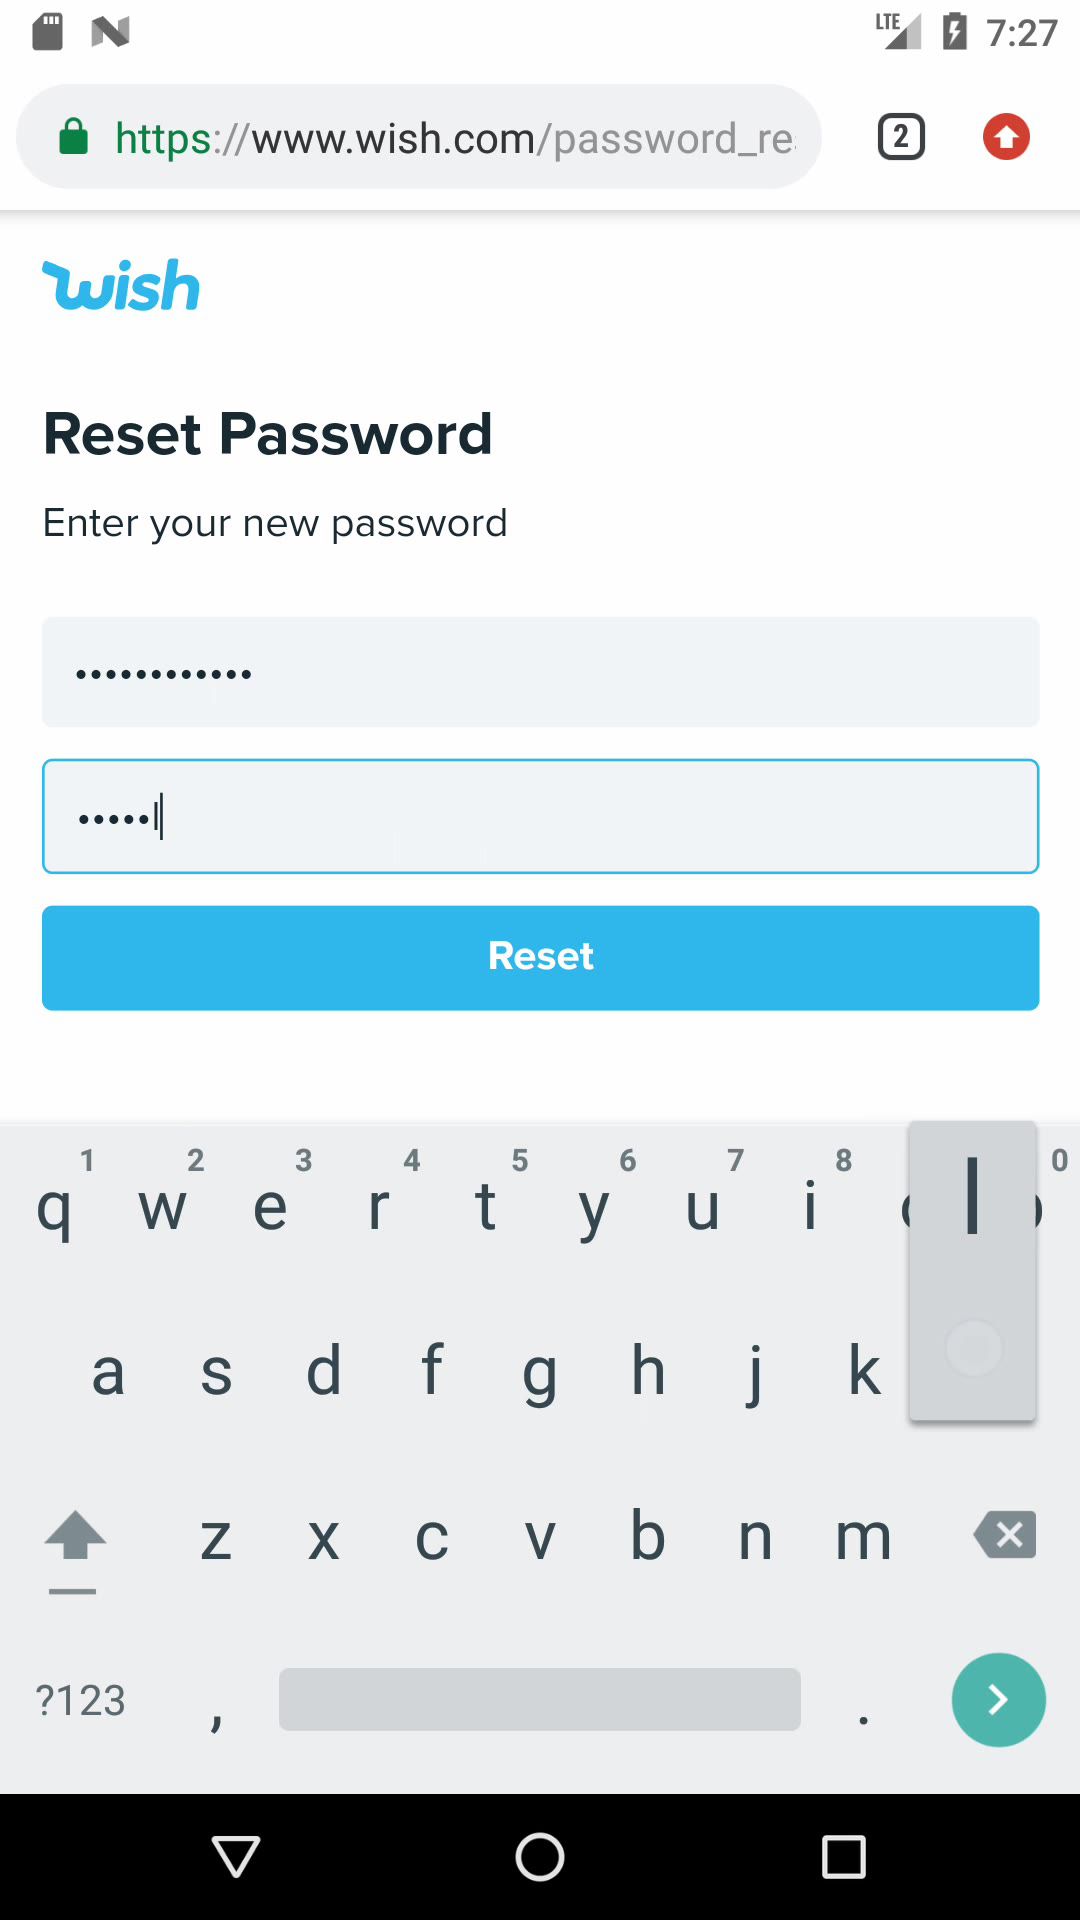 LTE 7:27
https://www.wish.com/password_re
2
wish
Reset Password
Enter your new password
••••••••••••
•••••l
Reset
1 2 3 4 5 6 7 8 0
q w e r t y u i l
a s d f g h j k
z x c v b n m
?123 , .